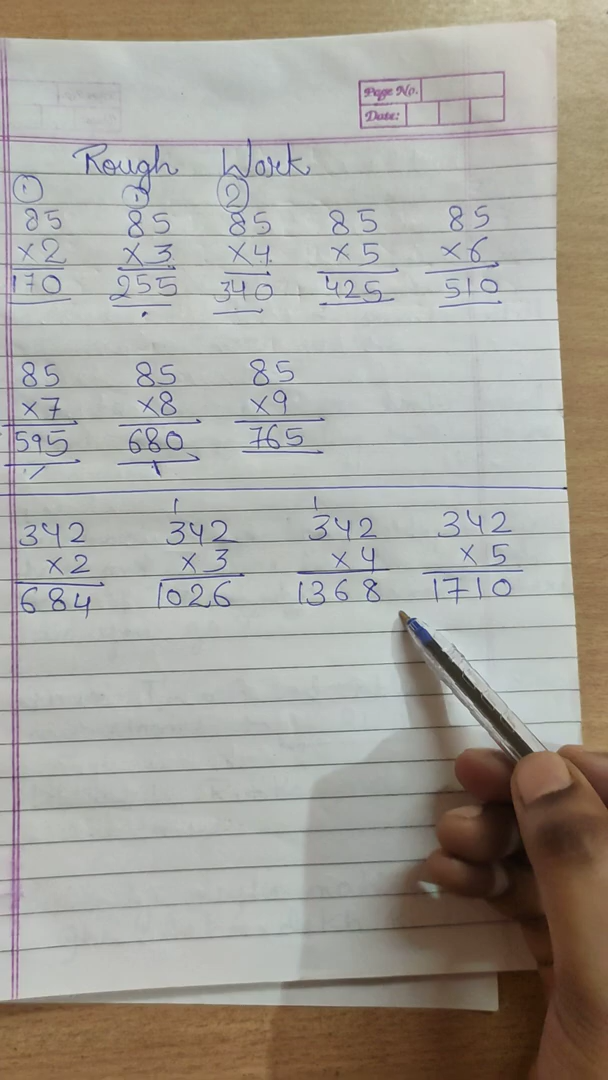 Page No.
Date:
Rough Work
1 1 2
85 85 85 85 85
×2 ×3 ×4 ×5 ×6
170 255 340 425 510
85 85 85
×7 ×8 ×9
595 680 765
1 1
342 342 342 342
×2 ×3 ×4 ×5
684 1026 1368 1710